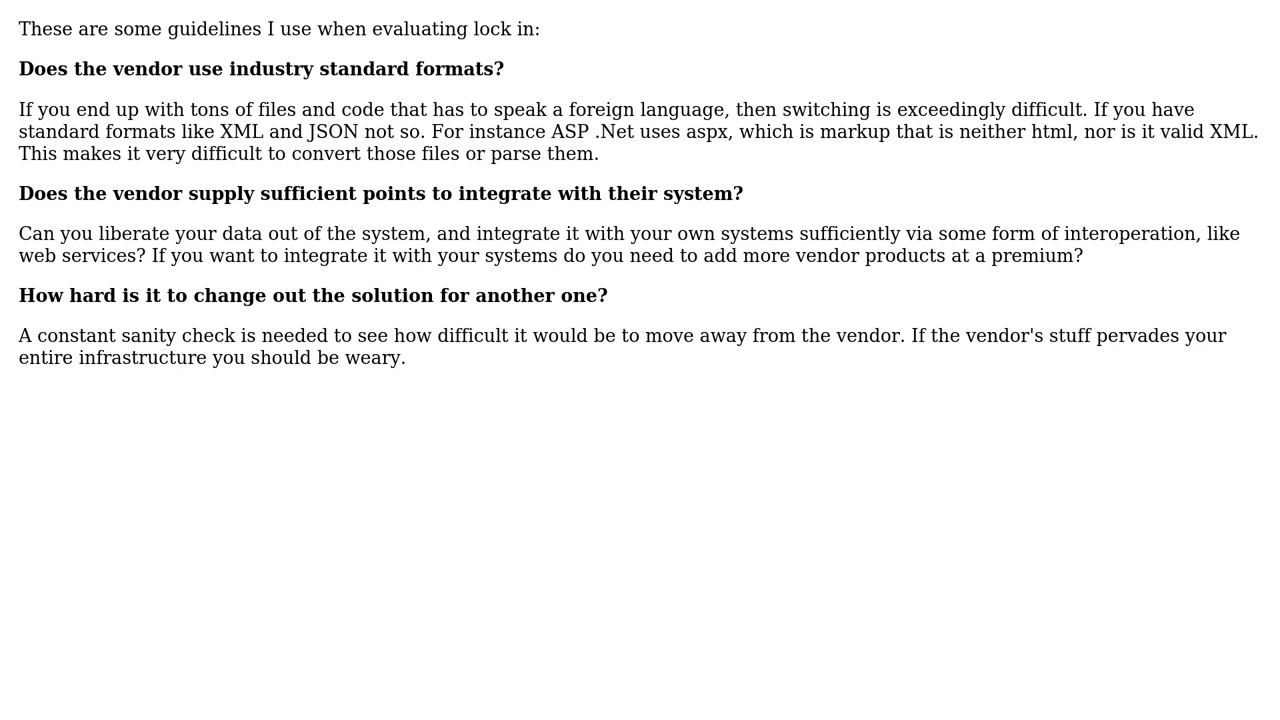 These are some guidelines I use when evaluating lock in:
Does the vendor use industry standard formats?
If you end up with tons of files and code that has to speak a foreign language, then switching is exceedingly difficult. If you have
standard formats like XML and JSON not so. For instance ASP .Net uses aspx, which is markup that is neither html, nor is it valid XML.
This makes it very difficult to convert those files or parse them.
Does the vendor supply sufficient points to integrate with their system?
Can you liberate your data out of the system, and integrate it with your own systems sufficiently via some form of interoperation, like
web services? If you want to integrate it with your systems do you need to add more vendor products at a premium?
How hard is it to change out the solution for another one?
A constant sanity check is needed to see how difficult it would be to move away from the vendor. If the vendor's stuff pervades your
entire infrastructure you should be weary.